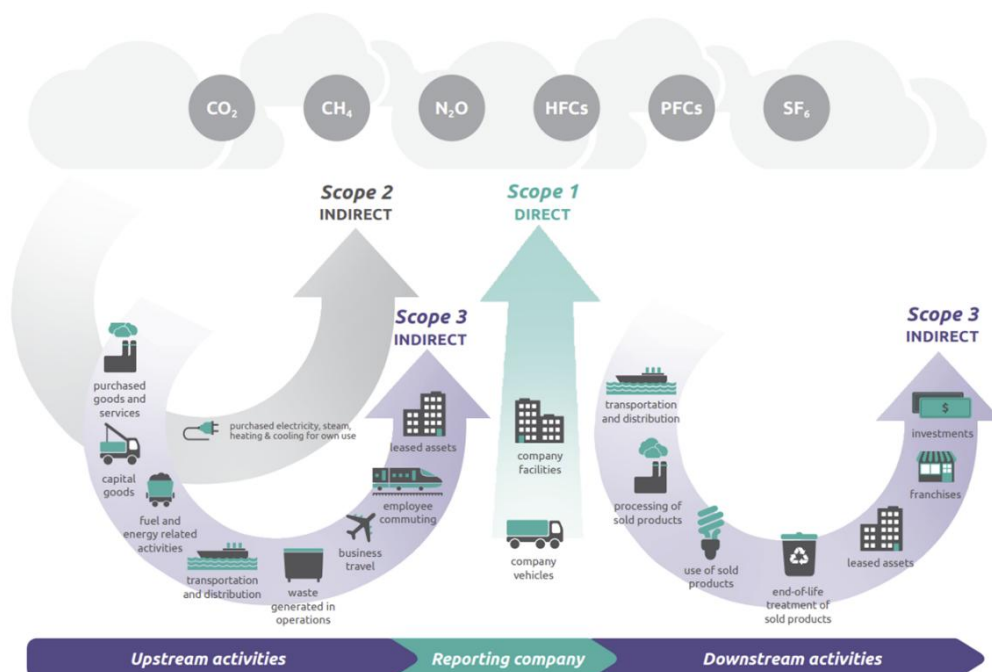 CO₂
CH₄
N₂O
HFCs
PFCs
SF₆
Scope 2
INDIRECT
Scope 1
DIRECT
Scope 3
INDIRECT
Scope 3
INDIRECT
purchased
goods and
services
capital
goods
fuel and
energy related
activities
transportation
and distribution
waste
generated in
operations
business
travel
employee
commuting
leased assets
purchased electricity, steam,
heating & cooling for own use
company
facilities
company
vehicles
transportation
and distribution
processing of
sold products
use of sold
products
end-of-life
treatment of
sold products
leased assets
franchises
$
investments
Upstream activities
Reporting company
Downstream activities